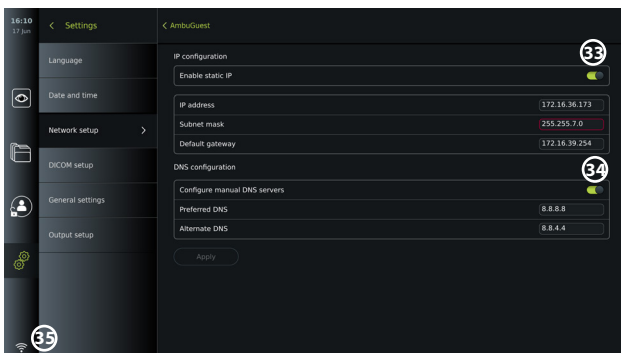 16:10
17 Jun
Settings
AmbuGuest
33
IP configuration
Language
Enable static IP
Date and time
IP address
172.16.36.173
Subnet mask
255.255.7.0
Network setup
Default gateway
172.16.39.254
DNS configuration
34
DICOM setup
Configure manual DNS servers
General settings
Preferred DNS
8.8.8.8
Alternate DNS
8.8.4.4
Output setup
Apply
35